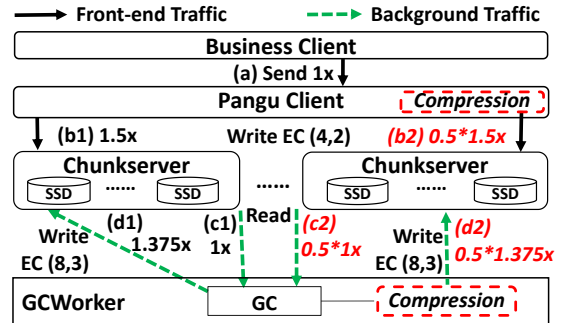 Front-end Traffic Background Traffic
Business Client
(a) Send 1x
Pangu Client Compression
(b1) 1.5x Write EC (4,2) (b2) 0.5*1.5x
Chunkserver Chunkserver
SSD ...... SSD ...... SSD ...... SSD
(d1) (c1) Read (c2) (d2)
Write 1.375x 1x 0.5*1x Write 0.5*1.375x
EC (8,3) EC (8,3)
GCWorker GC Compression